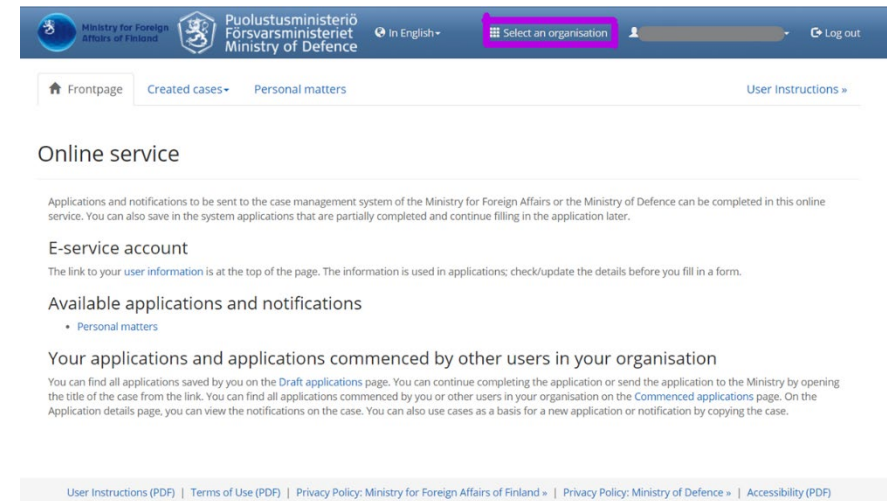 Ministry for Foreign
Affairs of Finland
Puolustusministeriö
Försvarsministeriet
Ministry of Defence
In English
Select an organisation
Log out
Frontpage
Created cases
Personal matters
User Instructions »
Online service
Applications and notifications to be sent to the case management system of the Ministry for Foreign Affairs or the Ministry of Defence can be completed in this online
service. You can also save in the system applications that are partially completed and continue filling in the application later.
E-service account
The link to your user information is at the top of the page. The information is used in applications; check/update the details before you fill in a form.
Available applications and notifications
• Personal matters
Your applications and applications commenced by other users in your organisation
You can find all applications saved by you on the Draft applications page. You can continue completing the application or send the application to the Ministry by opening
the title of the case from the link. You can find all applications commenced by you or other users in your organisation on the Commenced applications page. On the
Application details page, you can view the notifications on the case. You can also use cases as a basis for a new application or notification by copying the case.
User Instructions (PDF) | Terms of Use (PDF) | Privacy Policy: Ministry for Foreign Affairs of Finland » | Privacy Policy: Ministry of Defence » | Accessibility (PDF)